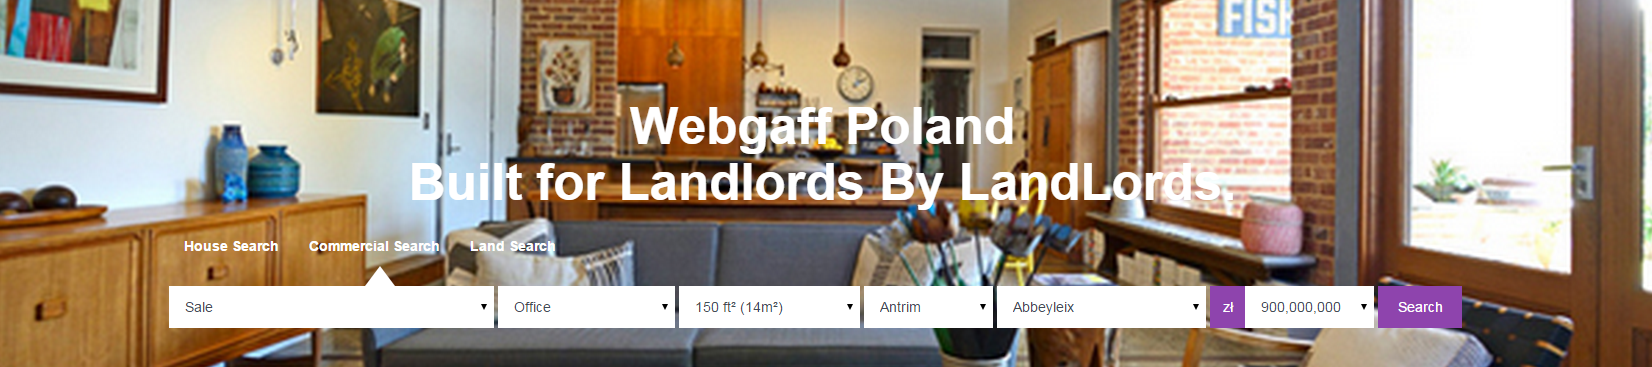 FISH
Webgaff Poland
Built for Landlords By LandLords.
House Search Commercial Search Land Search
Sale Office 150 ft² (14m²) Antrim Abbeyleix zł 900,000,000 Search